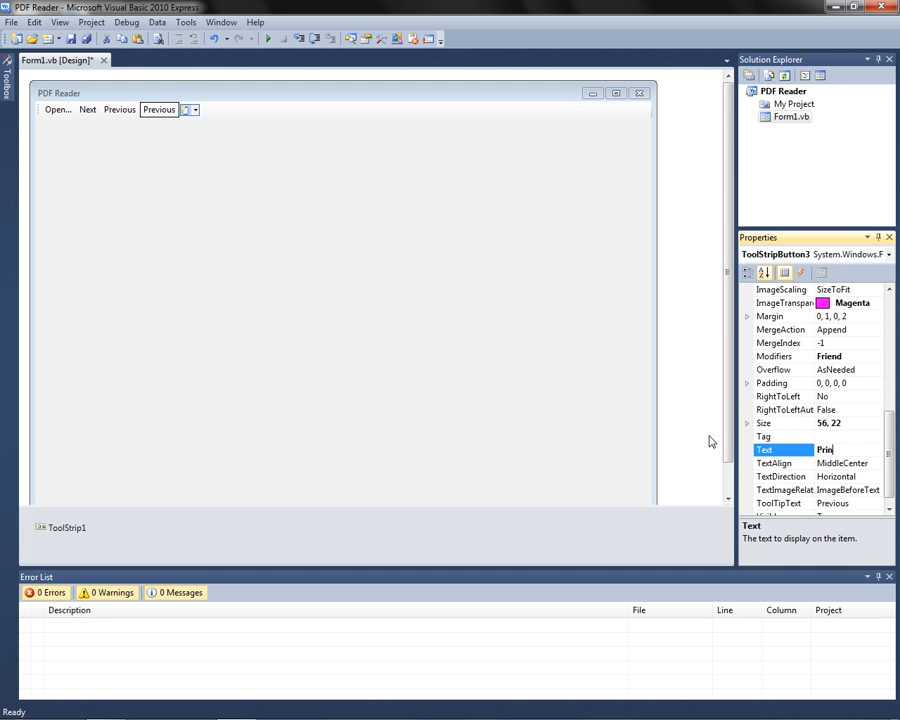 PDF Reader - Microsoft Visual Basic 2010 Express
File Edit View Project Debug Data Tools Window Help
Toolbox
Form1.vb [Design]*
PDF Reader
Open... Next Previous Previous
ToolStrip1
Solution Explorer
PDF Reader
My Project
Form1.vb
Properties
ToolStripButton3 System.Windows.F
ImageScaling SizeToFit
ImageTranspar Magenta
Margin 0, 1, 0, 2
MergeAction Append
MergeIndex -1
Modifiers Friend
Overflow AsNeeded
Padding 0, 0, 0, 0
RightToLeft No
RightToLeftAut False
Size 56, 22
Tag
Text Prin
TextAlign MiddleCenter
TextDirection Horizontal
TextImageRelat ImageBeforeText
ToolTipText Previous
Text
The text to display on the item.
Error List
0 Errors 0 Warnings 0 Messages
Description File Line Column Project
Ready